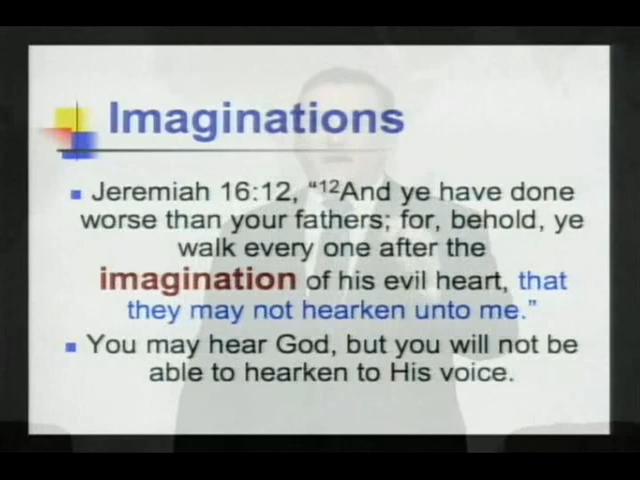 Imaginations
Jeremiah 16:12, “12And ye have done
worse than your fathers; for, behold, ye
walk every one after the
imagination of his evil heart, that
they may not hearken unto me.”
You may hear God, but you will not be
able to hearken to His voice.